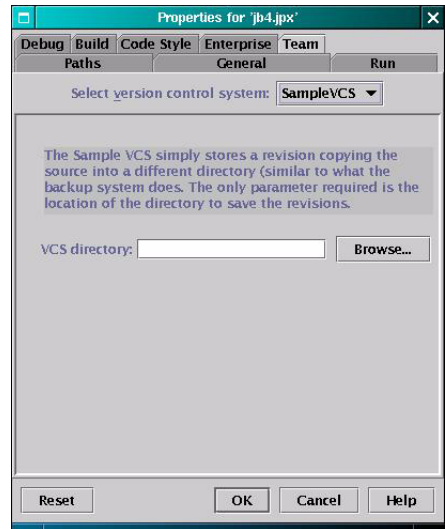 Properties for 'jb4.jpx'
Debug Build Code Style Enterprise Team
Paths General Run
Select version control system: SampleVCS
The Sample VCS simply stores a revision copying the
source into a different directory (similar to what the
backup system does. The only parameter required is the
location of the directory to save the revisions.
VCS directory: Browse...
Reset OK Cancel Help